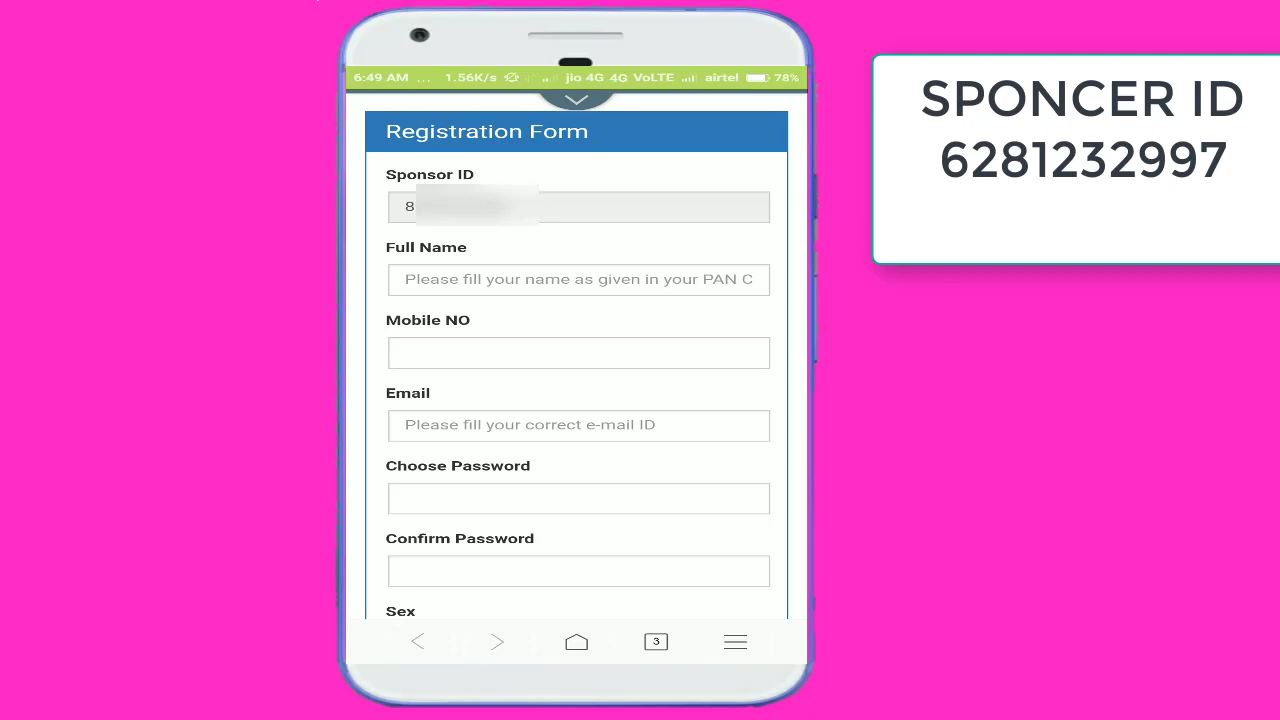 6:49 AM ... 1.56K/s jio 4G 4G VoLTE airtel 78%
Registration Form
Sponsor ID
8
Full Name
Please fill your name as given in your PAN C
Mobile NO
Email
Please fill your correct e-mail ID
Choose Password
Confirm Password
Sex
3
SPONCER ID
6281232997